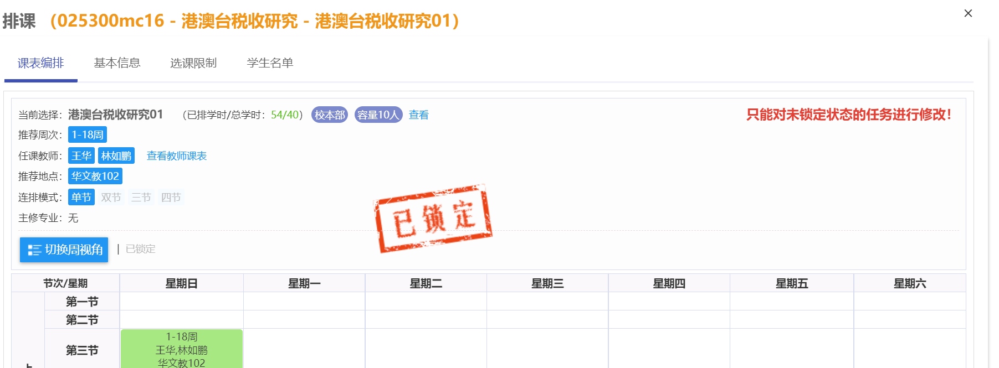 排课 （025300mc16 - 港澳台税收研究 - 港澳台税收研究01）
课表编排 基本信息 选课限制 学生名单
当前选择：港澳台税收研究01 （已排学时/总学时：54/40） 校本部 容量10人 查看 只能对未锁定状态的任务进行修改！
推荐周次：1-18周
任课教师：王华 林如鹏 查看教师课表
推荐地点：华文教102
连排模式：单节 双节 三节 四节
主修专业：无
已锁定
切换周视角 | 已锁定
节次/星期 星期日 星期一 星期二 星期三 星期四 星期五 星期六
第一节
第二节
第三节
1-18周
王华,林如鹏
华文教102